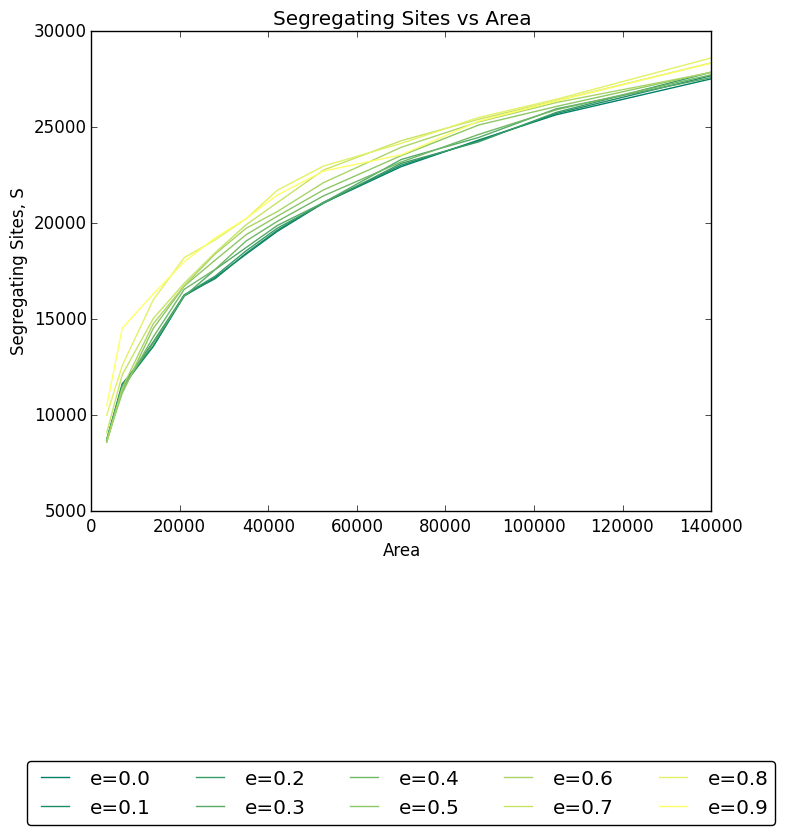 Segregating Sites vs Area
30000
25000
20000
15000
10000
5000
Segregating Sites, S
0 20000 40000 60000 80000 100000 120000 140000
Area
e=0.0 e=0.2 e=0.4 e=0.6 e=0.8
e=0.1 e=0.3 e=0.5 e=0.7 e=0.9